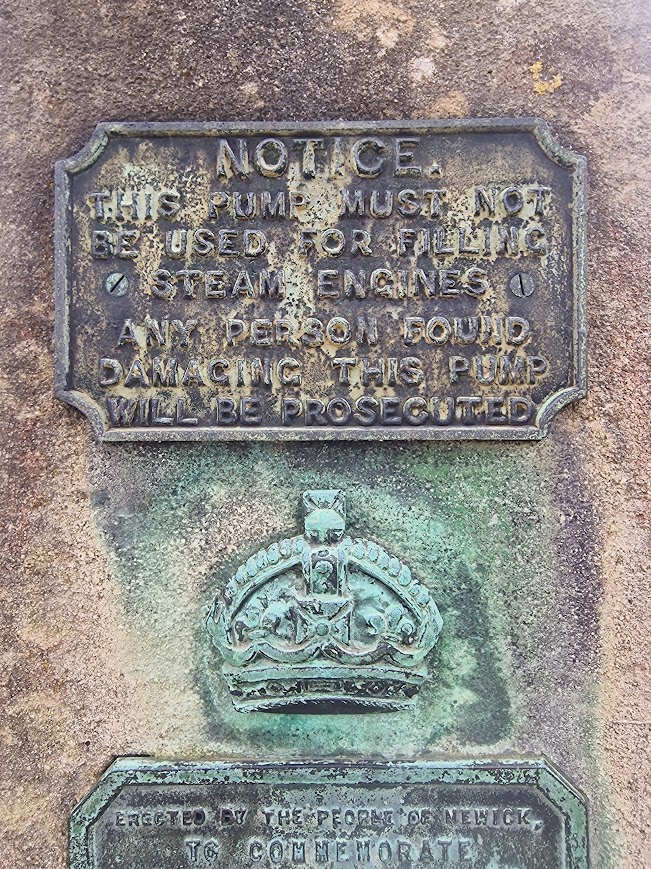 NOTICE.
THIS PUMP MUST NOT
BE USED FOR FILLING
STEAM ENGINES
ANY PERSON FOUND
DAMAGING THIS PUMP
WILL BE PROSECUTED
ERECTED BY THE PEOPLE OF NEWICK,
TO COMMEMORATE